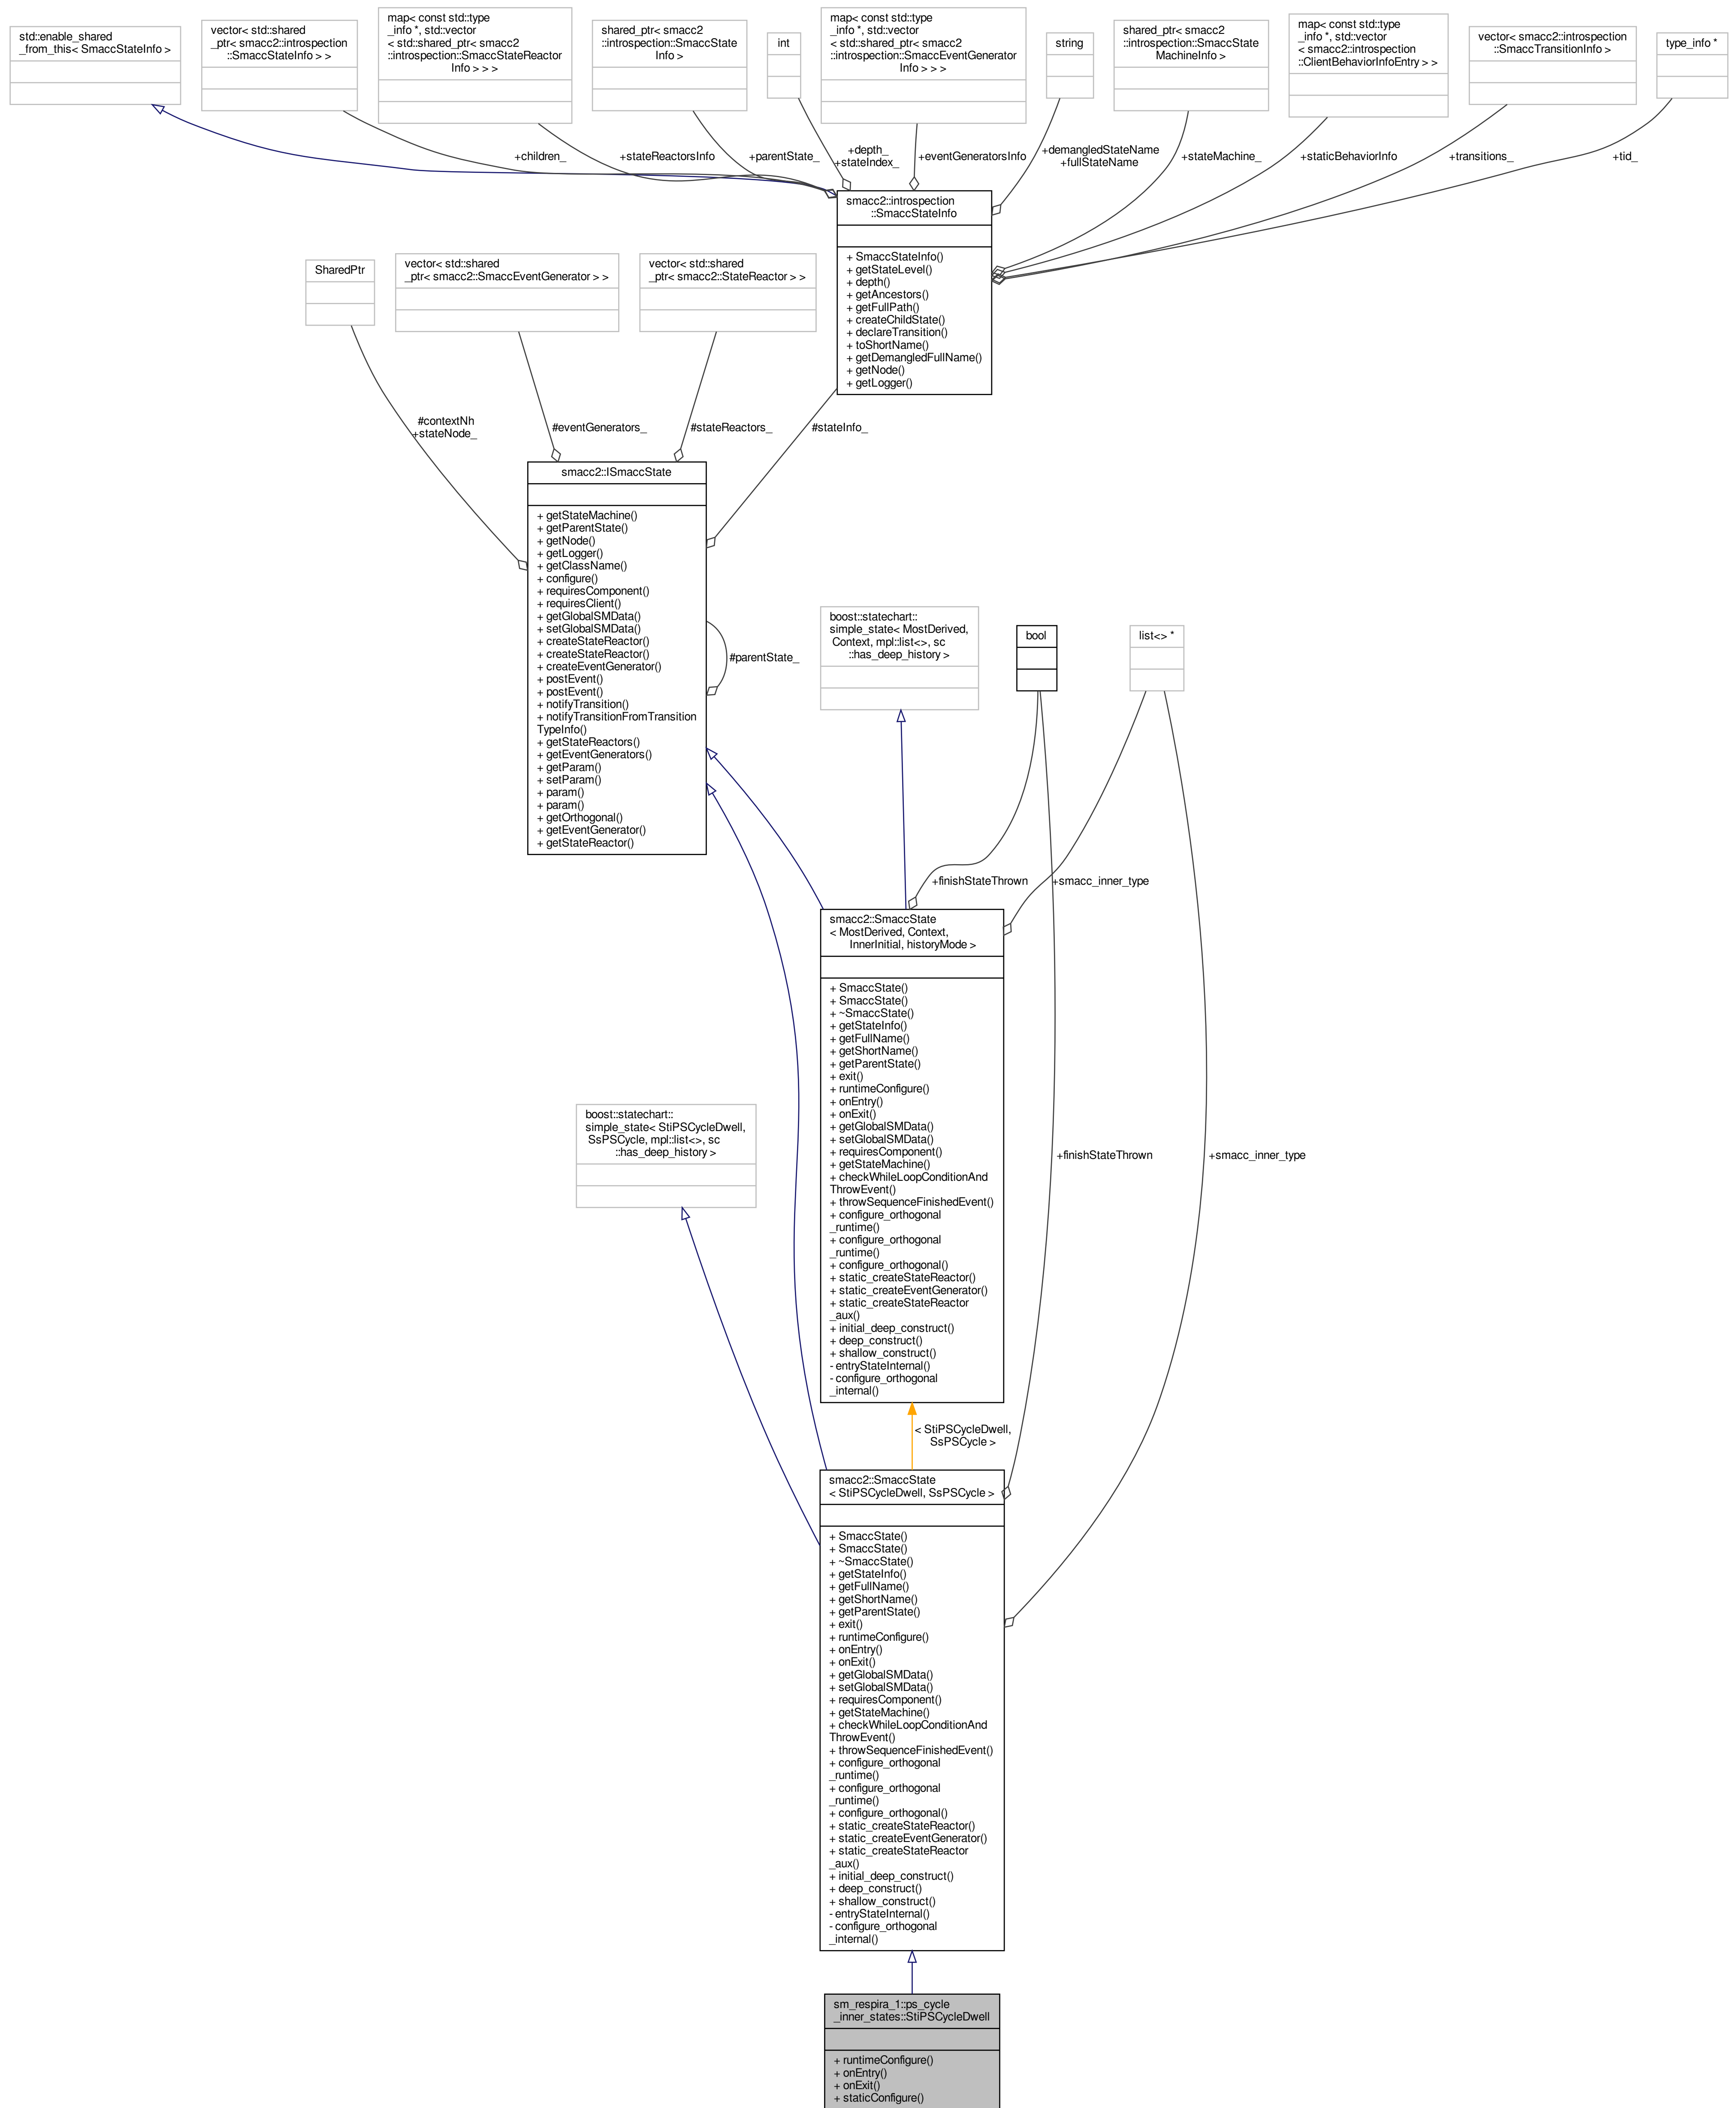 std::enable_shared
_from_this< SmaccStateInfo >
vector< std::shared
_ptr< smacc2::introspection
::SmaccStateInfo > >
map< const std::type
_info *, std::vector
< std::shared_ptr< smacc2
::introspection::SmaccStateReactor
Info > > >
shared_ptr< smacc2
::introspection::SmaccState
Info >
int
map< const std::type
_info *, std::vector
< std::shared_ptr< smacc2
::introspection::SmaccEventGenerator
Info > > >
string
shared_ptr< smacc2
::introspection::SmaccState
MachineInfo >
map< const std::type
_info *, std::vector
< smacc2::introspection
::ClientBehaviorInfoEntry > >
vector< smacc2::introspection
::SmaccTransitionInfo >
type_info *
+children_
+stateReactorsInfo
+parentState_
+depth_
+stateIndex_
+eventGeneratorsInfo
+demangledStateName
+fullStateName
+stateMachine_
+staticBehaviorInfo
+transitions_
+tid_
smacc2::introspection
::SmaccStateInfo
+ SmaccStateInfo()
+ getStateLevel()
+ depth()
+ getAncestors()
+ getFullPath()
+ createChildState()
+ declareTransition()
+ toShortName()
+ getDemangledFullName()
+ getNode()
+ getLogger()
SharedPtr
vector< std::shared
_ptr< smacc2::SmaccEventGenerator > >
vector< std::shared
_ptr< smacc2::StateReactor > >
#contextNh
+stateNode_
#eventGenerators_
#stateReactors_
#stateInfo_
smacc2::ISmaccState
+ getStateMachine()
+ getParentState()
+ getNode()
+ getLogger()
+ getClassName()
+ configure()
+ requiresComponent()
+ requiresClient()
+ getGlobalSMData()
+ setGlobalSMData()
+ createStateReactor()
+ createStateReactor()
+ createEventGenerator()
+ postEvent()
+ postEvent()
+ notifyTransition()
+ notifyTransitionFromTransition
TypeInfo()
+ getStateReactors()
+ getEventGenerators()
+ getParam()
+ setParam()
+ param()
+ param()
+ getOrthogonal()
+ getEventGenerator()
+ getStateReactor()
#parentState_
boost::statechart::
simple_state< MostDerived,
Context, mpl::list<>, sc
::has_deep_history >
bool
list<> *
+finishStateThrown
+smacc_inner_type
smacc2::SmaccState
< MostDerived, Context,
InnerInitial, historyMode >
+ SmaccState()
+ SmaccState()
+ ~SmaccState()
+ getStateInfo()
+ getFullName()
+ getShortName()
+ getParentState()
+ exit()
+ runtimeConfigure()
+ onEntry()
+ onExit()
+ getGlobalSMData()
+ setGlobalSMData()
+ requiresComponent()
+ getStateMachine()
+ checkWhileLoopConditionAnd
ThrowEvent()
+ throwSequenceFinishedEvent()
+ configure_orthogonal
_runtime()
+ configure_orthogonal
_runtime()
+ configure_orthogonal()
+ static_createStateReactor()
+ static_createEventGenerator()
+ static_createStateReactor
_aux()
+ initial_deep_construct()
+ deep_construct()
+ shallow_construct()
- entryStateInternal()
- configure_orthogonal
_internal()
boost::statechart::
simple_state< StiPSCycleDwell,
SsPSCycle, mpl::list<>, sc
::has_deep_history >
+finishStateThrown
+smacc_inner_type
< StiPSCycleDwell,
SsPSCycle >
smacc2::SmaccState
< StiPSCycleDwell, SsPSCycle >
+ SmaccState()
+ SmaccState()
+ ~SmaccState()
+ getStateInfo()
+ getFullName()
+ getShortName()
+ getParentState()
+ exit()
+ runtimeConfigure()
+ onEntry()
+ onExit()
+ getGlobalSMData()
+ setGlobalSMData()
+ requiresComponent()
+ getStateMachine()
+ checkWhileLoopConditionAnd
ThrowEvent()
+ throwSequenceFinishedEvent()
+ configure_orthogonal
_runtime()
+ configure_orthogonal
_runtime()
+ configure_orthogonal()
+ static_createStateReactor()
+ static_createEventGenerator()
+ static_createStateReactor
_aux()
+ initial_deep_construct()
+ deep_construct()
+ shallow_construct()
- entryStateInternal()
- configure_orthogonal
_internal()
sm_respira_1::ps_cycle
_inner_states::StiPSCycleDwell
+ runtimeConfigure()
+ onEntry()
+ onExit()
+ staticConfigure()